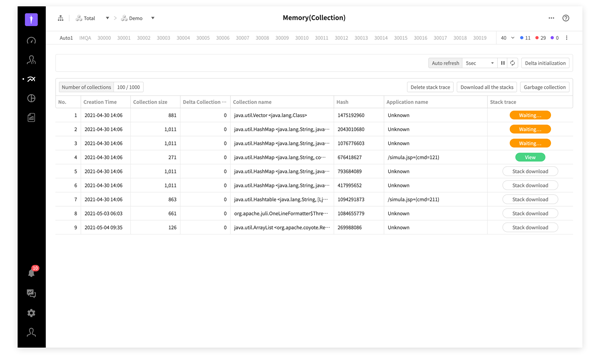 Total ▾ Demo ▾ Memory(Collection)
Auto1 IMQA 30000 30001 30002 30003 30004 30005 30006 30007 30008 30009 30010 30011 30012 30013 30014 30015 30016 30017 30018 30019 40 11 29 0
Auto refresh 5sec Delta initialization
Number of collections 100 / 1000 Delete stack trace Download all the stacks Garbage collection
No. Creation Time Collection size Delta Collection ··· Collection name Hash Application name Stack trace
1 2021-04-30 14:06 881 0 java.util.Vector <java.lang.Class> 1475192960 Unknown Waiting...
2 2021-04-30 14:06 1,011 0 java.util.HashMap <java.lang.String, java··· 2043010680 Unknown Waiting...
3 2021-04-30 14:06 1,011 0 java.util.HashMap <java.lang.String, java··· 1076776603 Unknown Waiting...
4 2021-04-30 14:06 271 0 java.util.HashMap <java.lang.String, co··· 676418627 /simula.jsp+(cmd=121) View
5 2021-04-30 14:06 1,011 0 java.util.HashMap <java.lang.String, java··· 793684089 Unknown Stack download
6 2021-04-30 14:06 1,011 0 java.util.HashMap <java.lang.String, java··· 417995652 Unknown Stack download
7 2021-04-30 14:06 863 0 java.util.Hashtable <java.lang.String, 1094291873 /simula.jsp+(cmd=211) Stack download
8 2021-05-03 06:03 661 0 org.apache.juli.OneLineFormatter$Thre··· 1084655779 Unknown Stack download
9 2021-05-04 09:35 126 0 java.util.ArrayList <org.apache.coyote.Re··· 269988086 Unknown Stack download